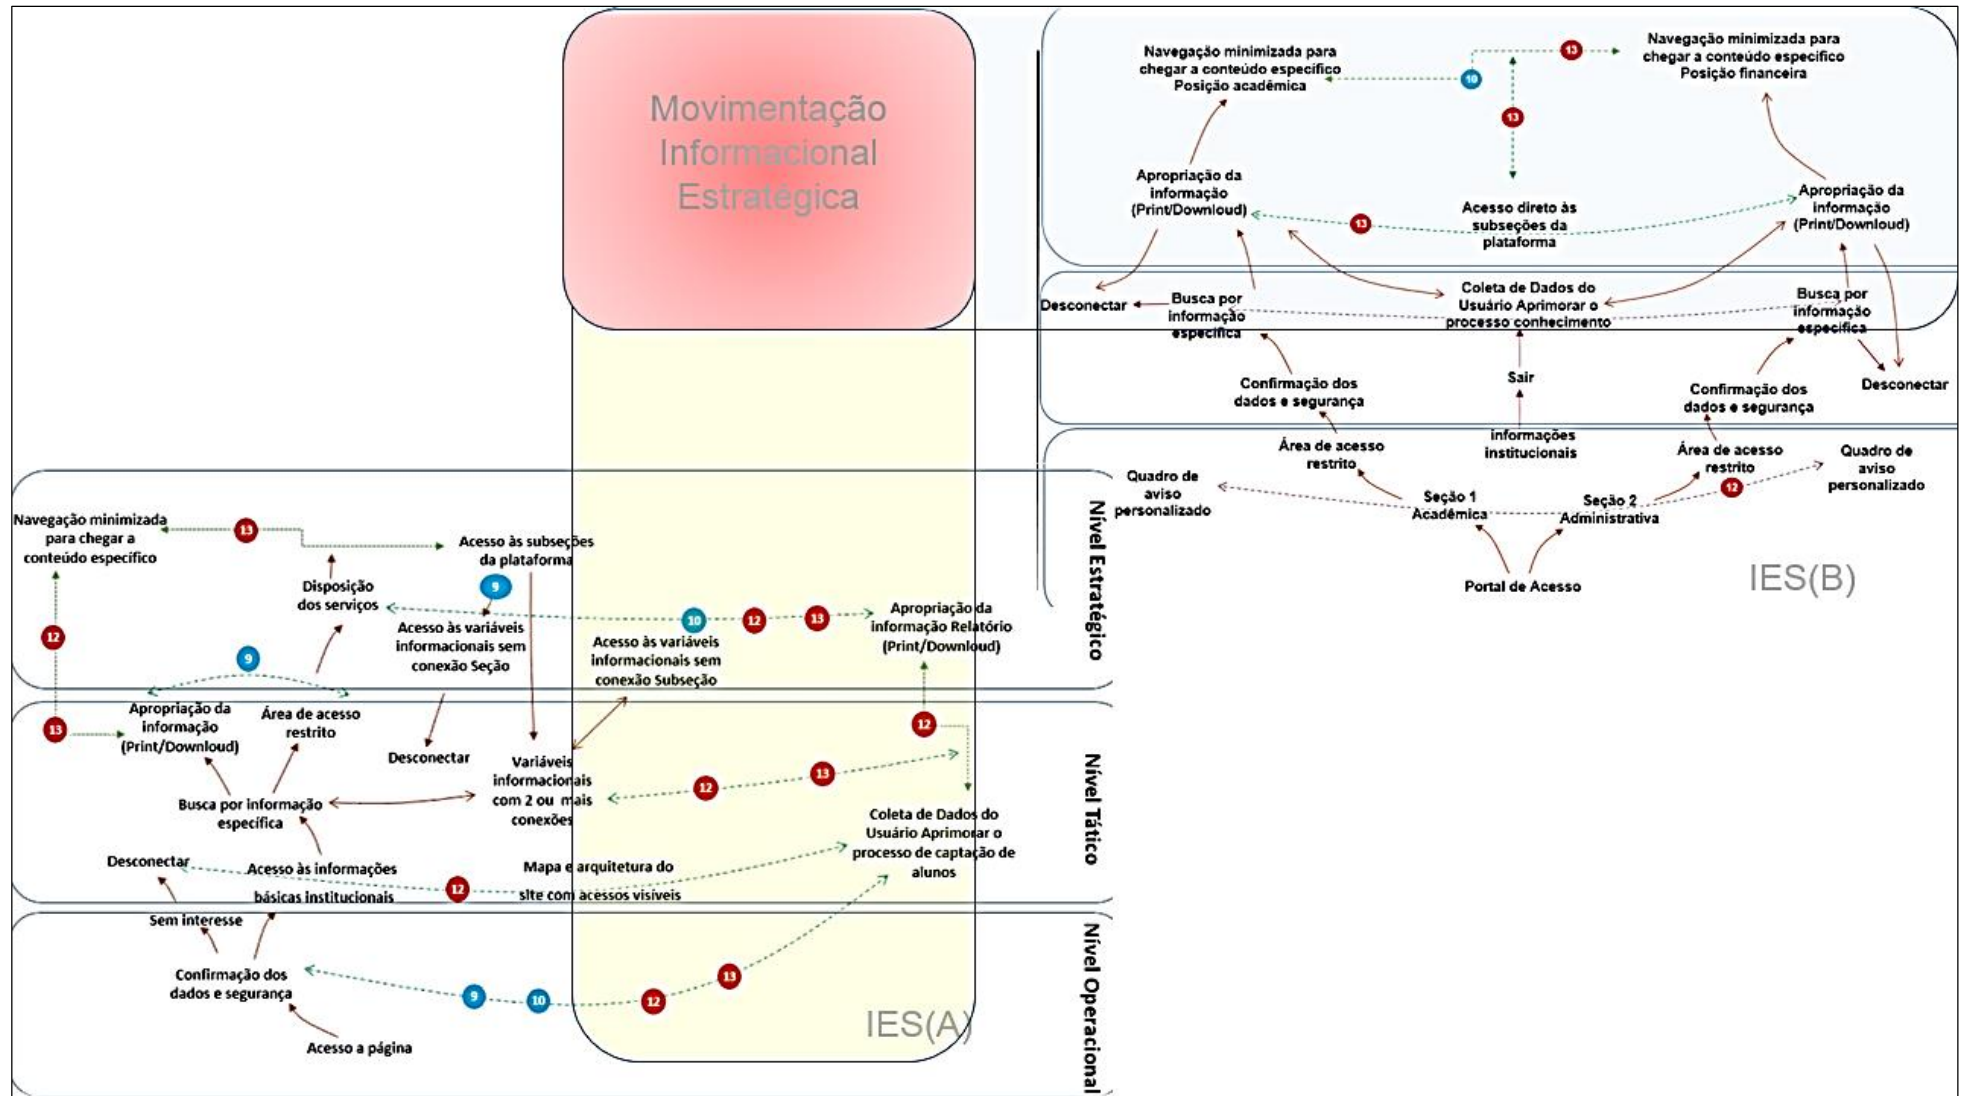 Movimentação
Informacional
Estratégica
Navegação minimizada para
chegar a conteúdo específico
Posição acadêmica
10
13
Navegação minimizada para
chegar a conteúdo específico
Posição financeira
13
Apropriação da
informação
(Print/Downloud)
13
Acesso direto às
subseções da
plataforma
Apropriação da
informação
(Print/Downloud)
Desconectar
Busca por
informação
específica
Coleta de Dados do
Usuário Aprimorar o
processo conhecimento
Busca por
informação
específica
Confirmação dos
dados e segurança
Sair
Confirmação dos
dados e segurança
Desconectar
Quadro de
aviso
personalizado
Área de acesso
restrito
informações
institucionais
Área de acesso
restrito
12
Quadro de
aviso
personalizado
Seção 1
Acadêmica
Seção 2
Administrativa
Portal de Acesso
IES(B)
Nível Estratégico
Navegação minimizada
para chegar a
conteúdo específico
13
Acesso às subseções
da plataforma
9
Disposição
dos serviços
10
12
13
Apropriação da
informação Relatório
(Print/Downloud)
12
9
Acesso às variáveis
informacionais sem
conexão Seção
Acesso às variáveis
informacionais sem
conexão Subseção
Nível Tático
13
Apropriação da
informação
(Print/Downloud)
Área de acesso
restrito
Desconectar
12
Variáveis
informacionais
com 2 ou mais
conexões
12
13
Busca por informação
específica
Coleta de Dados do
Usuário Aprimorar o
processo de captação de
alunos
Desconectar
Acesso às informações
básicas institucionais
12
Mapa e arquitetura do
site com acessos visíveis
Nível Operacional
Sem interesse
Confirmação dos
dados e segurança
9
10
12
13
Acesso a página
IES(A)